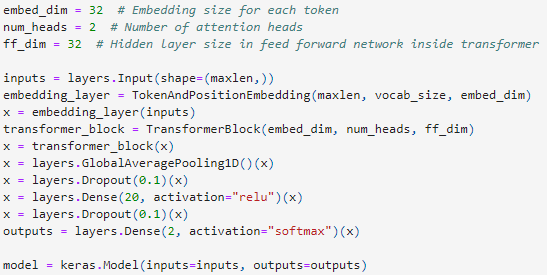 embed_dim = 32  # Embedding size for each token
num_heads = 2  # Number of attention heads
ff_dim = 32  # Hidden layer size in feed forward network inside transformer

inputs = layers.Input(shape=(maxlen,))
embedding_layer = TokenAndPositionEmbedding(maxlen, vocab_size, embed_dim)
x = embedding_layer(inputs)
transformer_block = TransformerBlock(embed_dim, num_heads, ff_dim)
x = transformer_block(x)
x = layers.GlobalAveragePooling1D()(x)
x = layers.Dropout(0.1)(x)
x = layers.Dense(20, activation="relu")(x)
x = layers.Dropout(0.1)(x)
outputs = layers.Dense(2, activation="softmax")(x)

model = keras.Model(inputs=inputs, outputs=outputs)